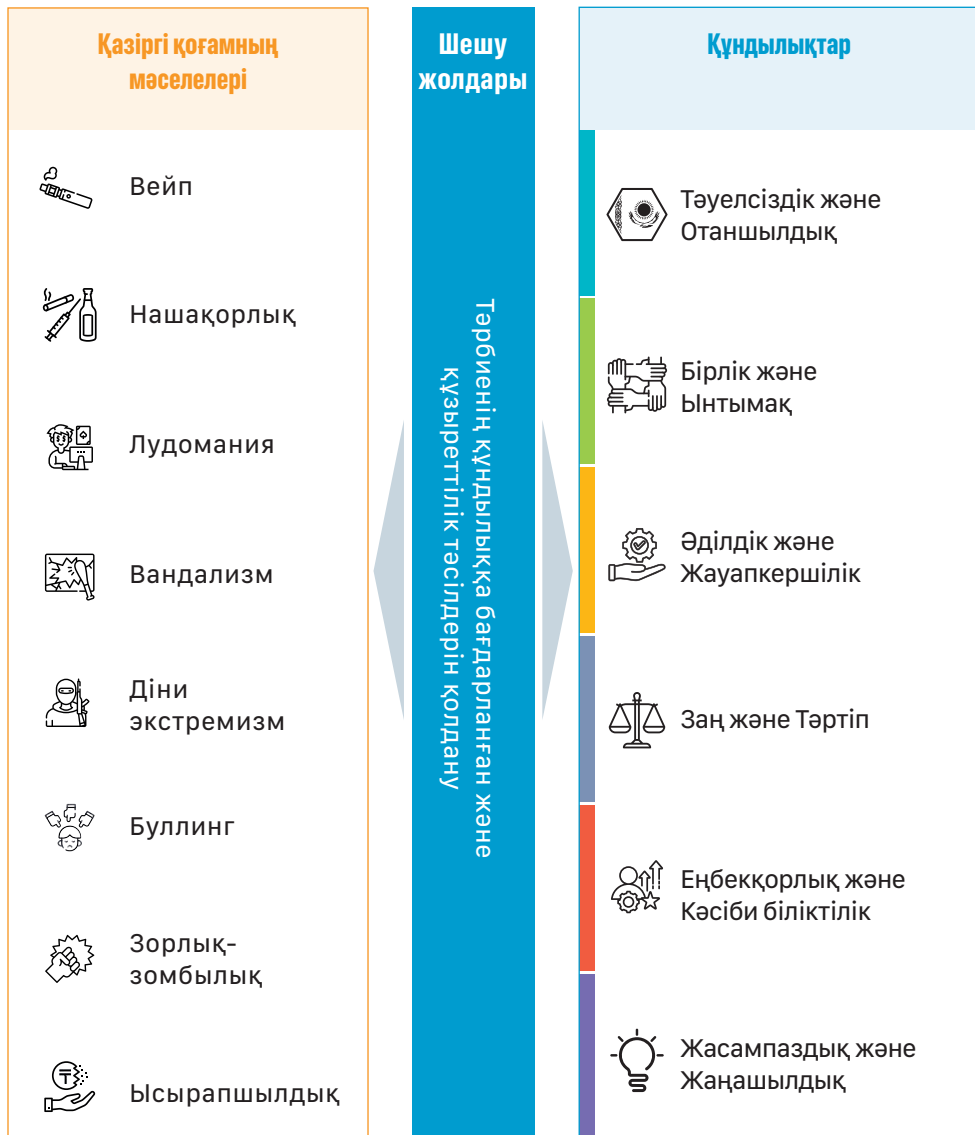 Қазіргі қоғамның
мәселелері
Вейп
Нашақорлық
Лудомания
Вандализм
Діни
экстремизм
Буллинг
Зорлық-
зомбылық
Ысырапшылдық
Шешу
жолдары
Тәрбиенің құндылыққа бағдарланған және
құзыреттілік тәсілдерін қолдану
Құндылықтар
Тәуелсіздік және
Отаншылдық
Бірлік және
Ынтымақ
Әділдік және
Жауапкершілік
Заң және Тәртіп
Еңбекқорлық және
Кәсіби біліктілік
Жасампаздық және
Жаңашылдық